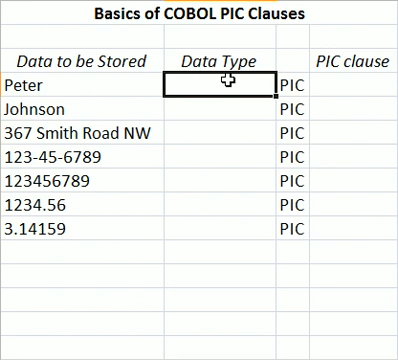 Basics of COBOL PIC Clauses
Data to be Stored Data Type PIC clause
Peter PIC
Johnson PIC
367 Smith Road NW PIC
123-45-6789 PIC
123456789 PIC
1234.56 PIC
3.14159 PIC